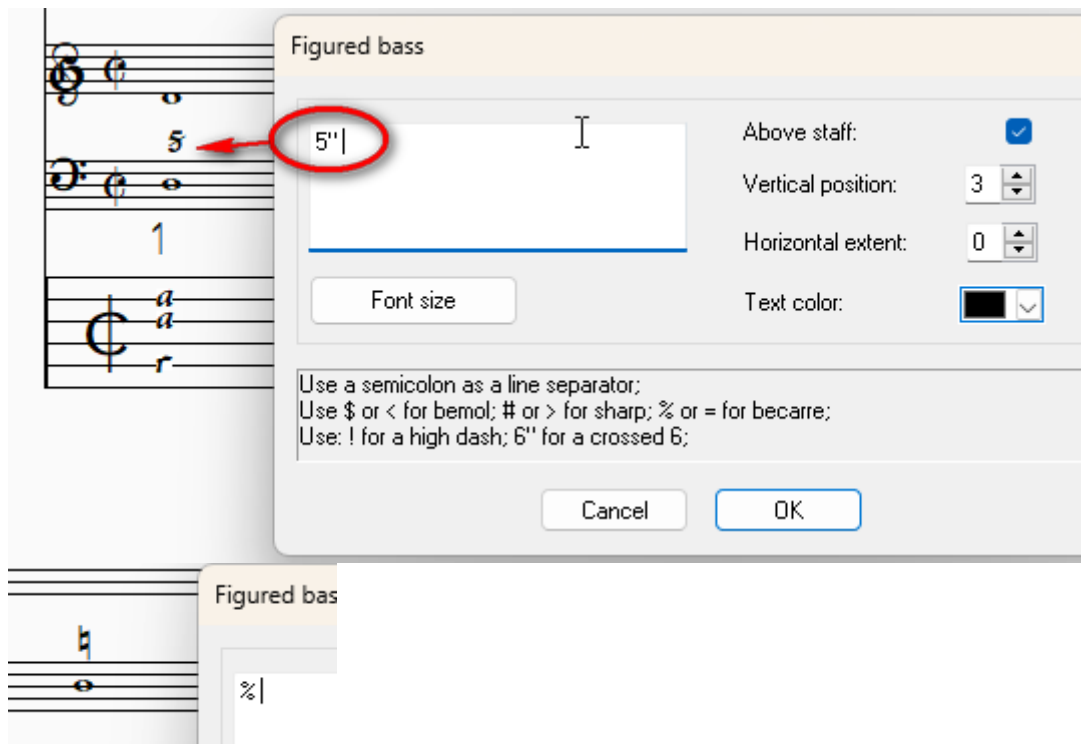 Figured bass
5''
Above staff:
Vertical position: 3
Horizontal extent: 0
Font size
Text color:
5
1
a
a
r
Use a semicolon as a line separator;
Use $ or < for bemol; # or > for sharp; % or = for becarre;
Use: ! for a high dash; 6'' for a crossed 6;
Cancel
OK
Figured bas
%